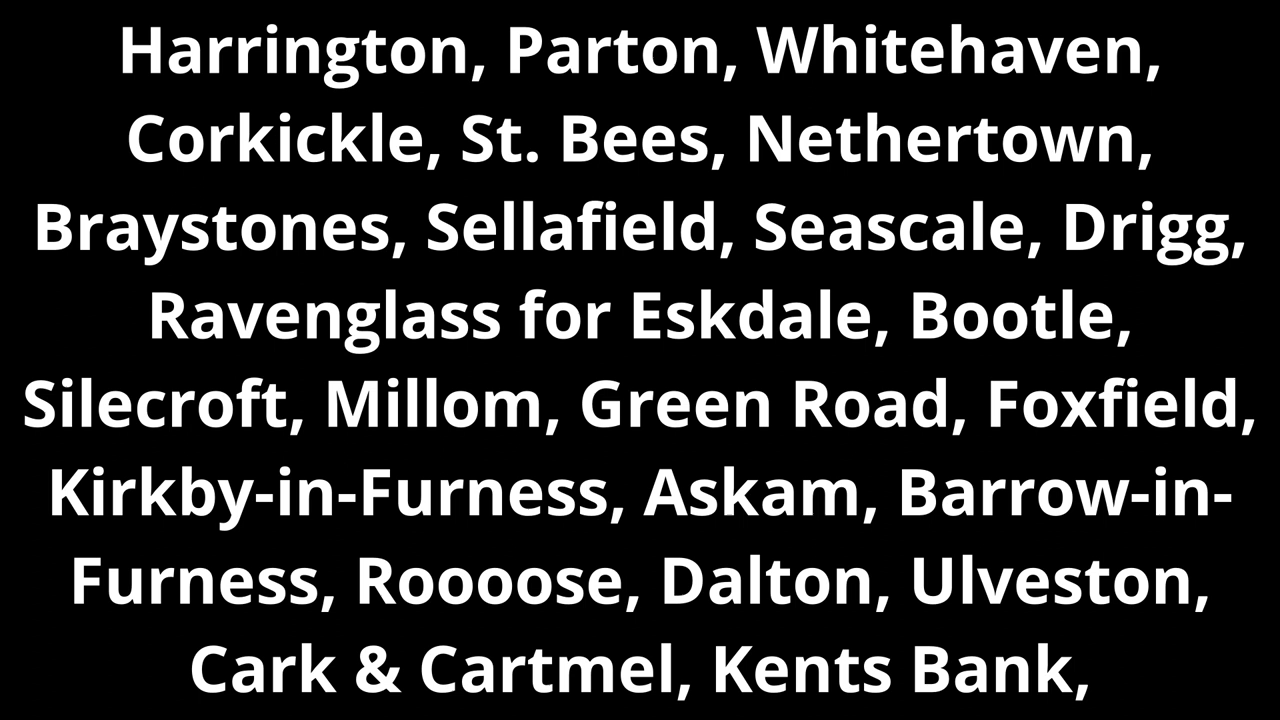 Harrington, Parton, Whitehaven,
Corkickle, St. Bees, Nethertown,
Braystones, Sellafield, Seascale, Drigg,
Ravenglass for Eskdale, Bootle,
Silecroft, Millom, Green Road, Foxfield,
Kirkby-in-Furness, Askam, Barrow-in-
Furness, Roooose, Dalton, Ulveston,
Cark & Cartmel, Kents Bank,